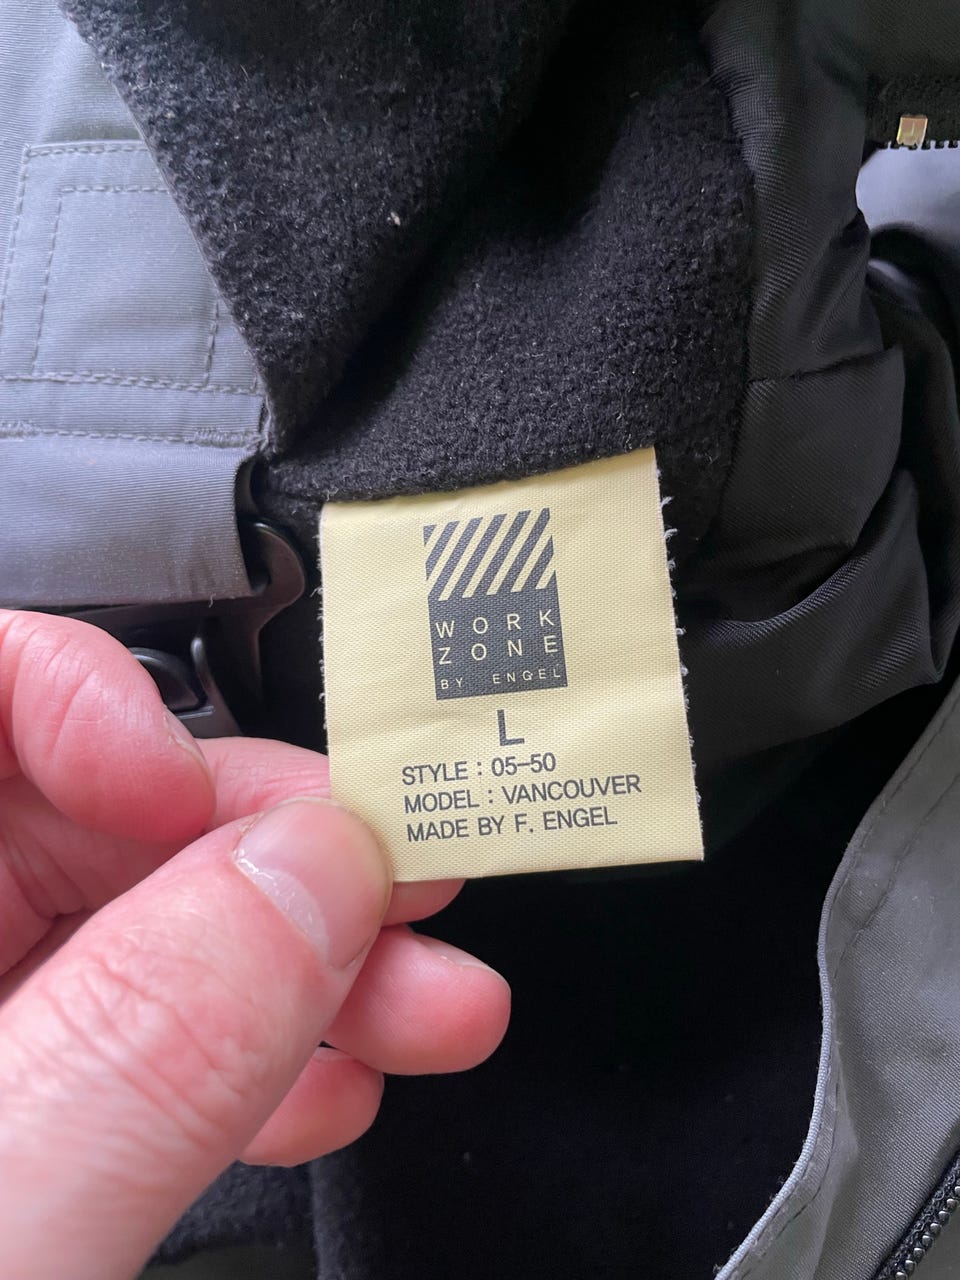 WORK
ZONE
BY ENGEL
L
STYLE : 05-50
MODEL : VANCOUVER
MADE BY F. ENGEL